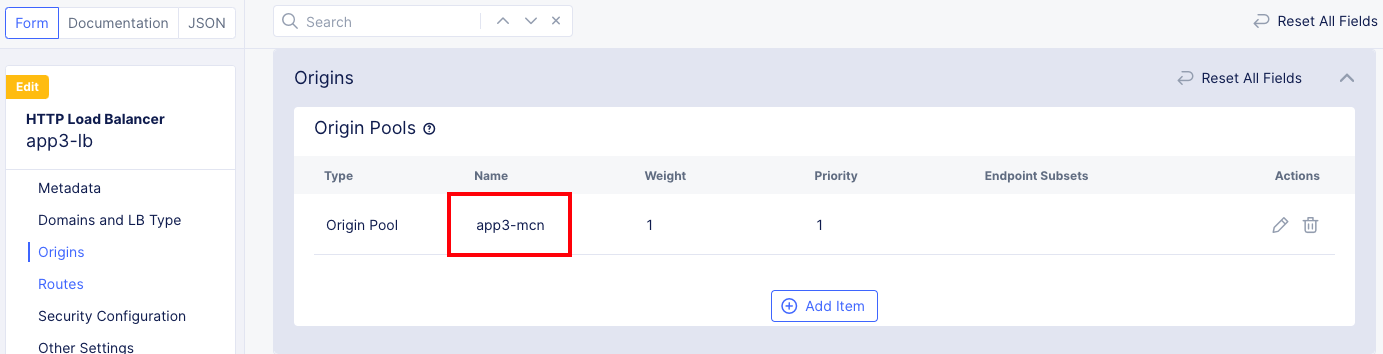 Form Documentation JSON
Search
Reset All Fields
Edit
HTTP Load Balancer
app3-lb
Metadata
Domains and LB Type
Origins
Routes
Security Configuration
Other Settings
Origins
Reset All Fields
Origin Pools
Type Name Weight Priority Endpoint Subsets Actions
Origin Pool app3-mcn 1 1
Add Item